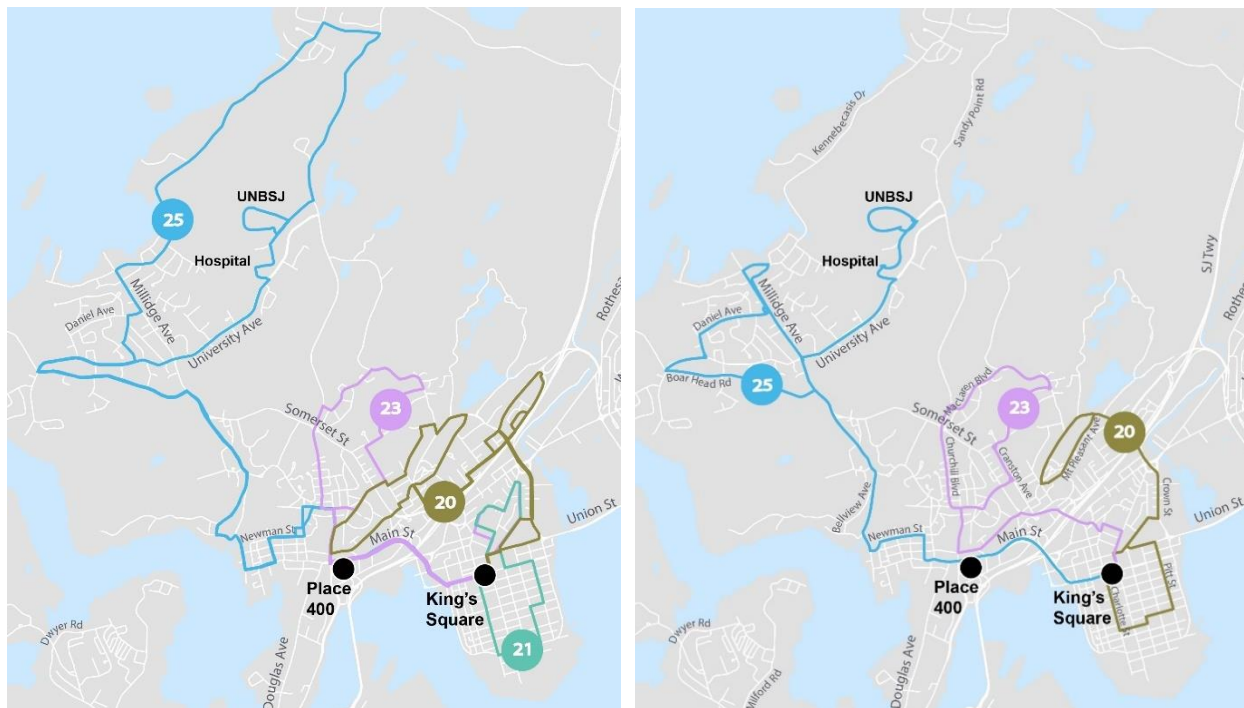 UNBSJ
25
Hospital
Millidge Ave
Daniel Ave
University Ave
23
Somerset St
20
Newman St
Main St
Union St
Place
400
King's
Square
21
Dwyer Rd
Douglas Ave
Rothesa
Kennebecasis Dr
Sandy Point Rd
UNBSJ
SJ Twy
Hospital
Millidge Ave
Daniel Ave
University Ave
Rothe
Boar Head Rd
25
MacLaren Blvd
23
Somerset St
20
Mt Pleasant Ave
Churchill Blvd
Cranston Ave
Crown St
Bellview Ave
Newman St
Main St
Union St
Place
400
King's
Square
Pitt St
Charlotte St
Dwyer Rd
Milford Rd
Douglas Ave